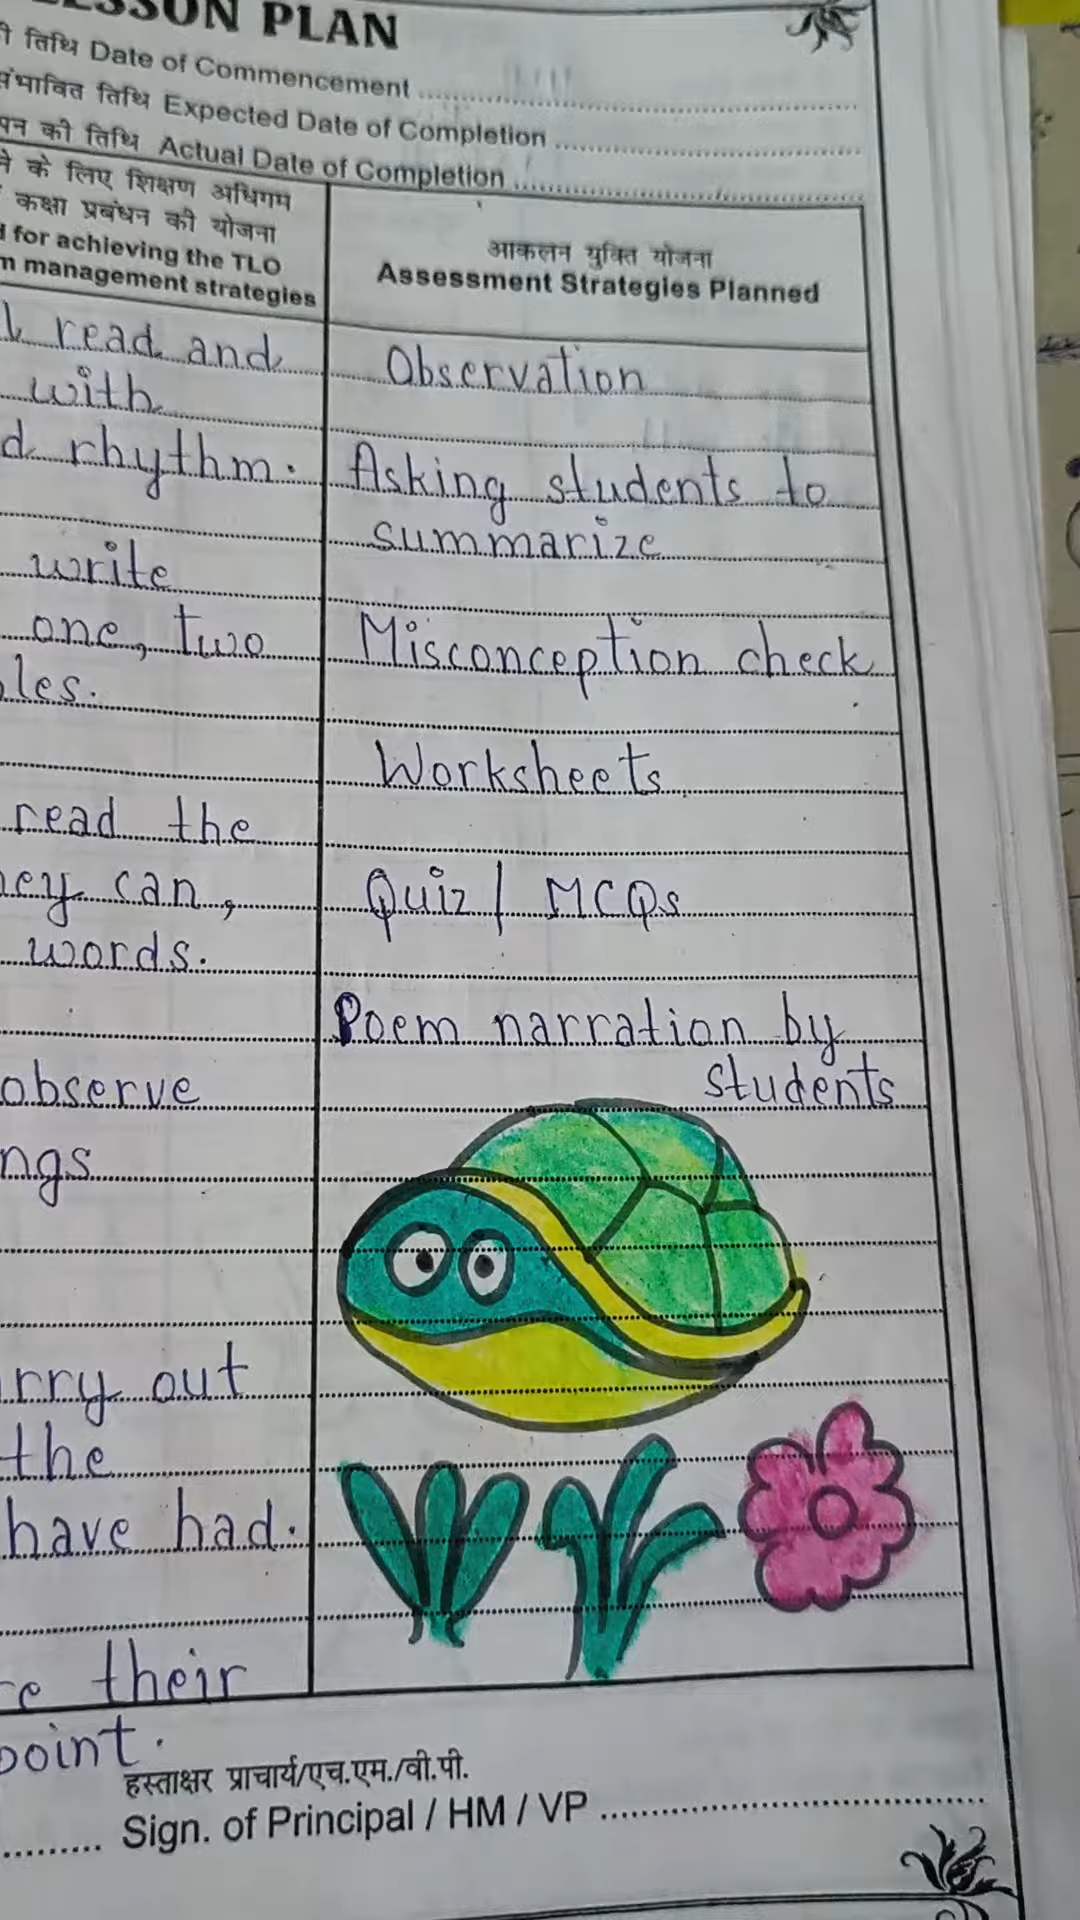 LESSON PLAN
तिथि Date of Commencement
संभावित तिथि Expected Date of Completion
की तिथि Actual Date of Completion
के लिए शिक्षण अधिगम
कक्षा प्रबंधन की योजना
for achieving the TLO
management strategies
आकलन युक्ति योजना
Assessment Strategies Planned
read and
with
rhythm.
write
one, two
read the
can,
words.
observe
out
the
have had.
their
point.
Observation
Asking students to
summarize
Misconception check
Worksheets
Quiz / MCQs
Poem narration by
students
हस्ताक्षर प्राचार्य/एच.एम./वी.पी.
Sign. of Principal / HM / VP